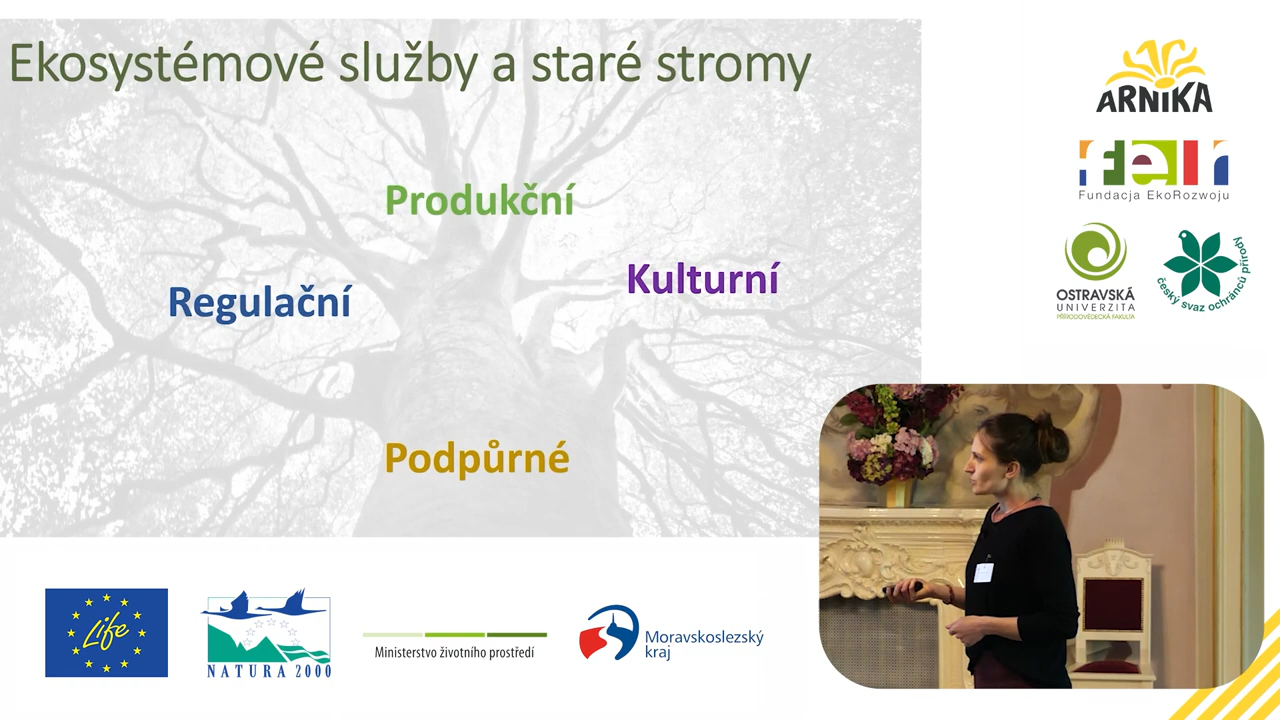 Ekosystémové služby a staré stromy
Produkční
Kulturní
Regulační
Podpůrné
ARNIKA
feri
Fundacja EkoRozwoju
OSTRAVSKÁ
UNIVERZITA
PŘÍRODOVĚDECKÁ FAKULTA
český svaz ochránců přírody
Life
NATURA 2000
Ministerstvo životního prostředí
Moravskoslezský
kraj